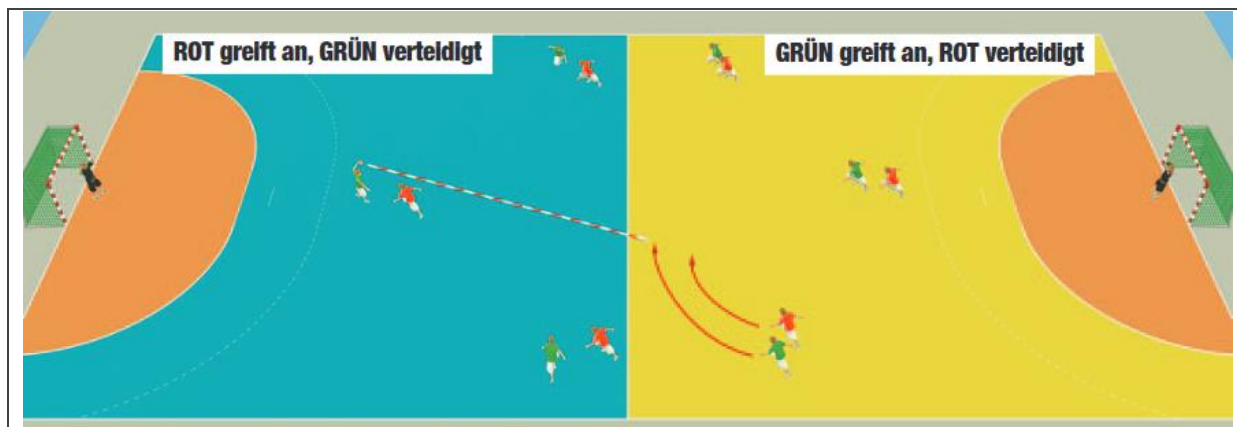 ROT greift an, GRÜN verteidigt
GRÜN greift an, ROT verteidigt